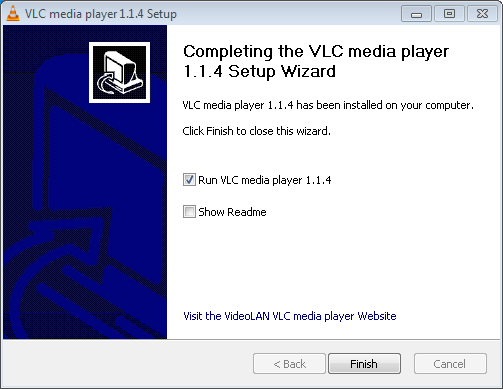 VLC media player 1.1.4 Setup
Completing the VLC media player
1.1.4 Setup Wizard
VLC media player 1.1.4 has been installed on your computer.
Click Finish to close this wizard.
Run VLC media player 1.1.4
Show Readme
Visit the VideoLAN VLC media player Website
< Back
Finish
Cancel